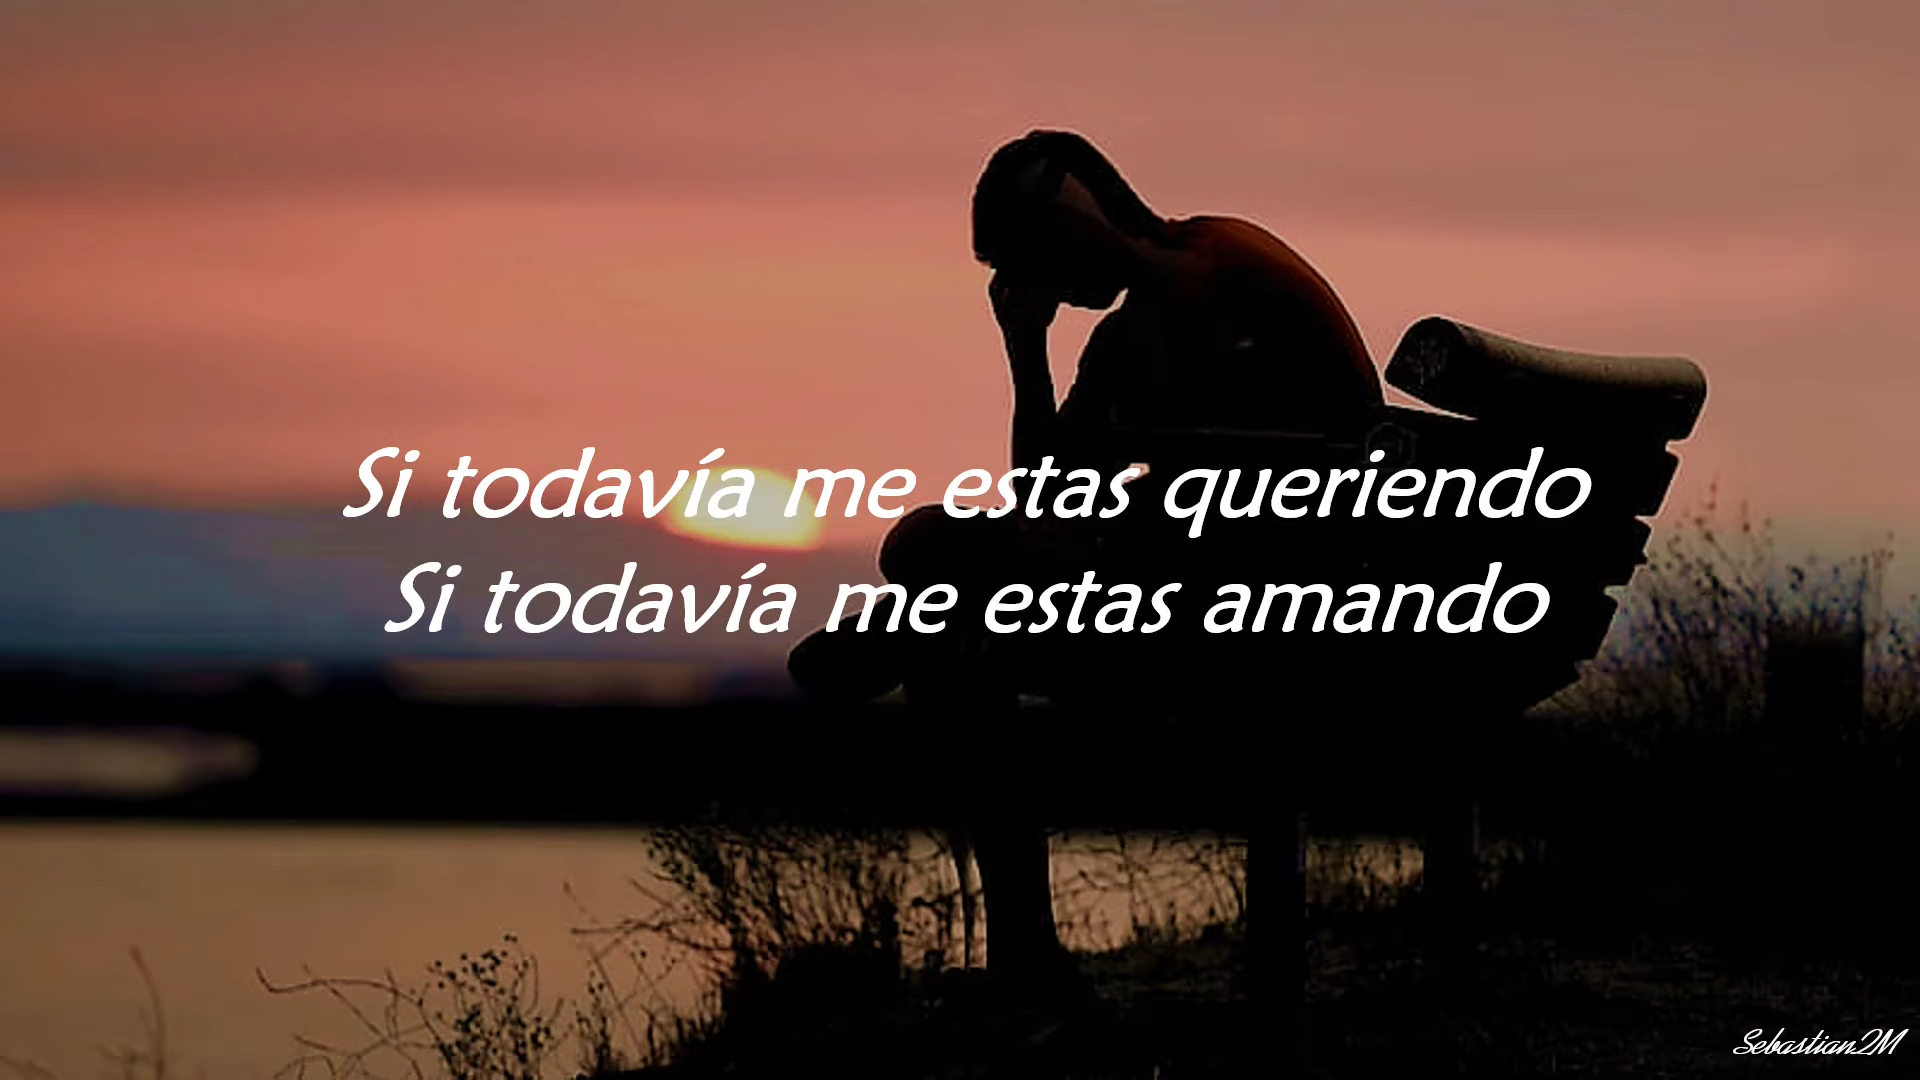 Si todavía me estas queriendo
Si todavía me estas amando
Sebastian2M